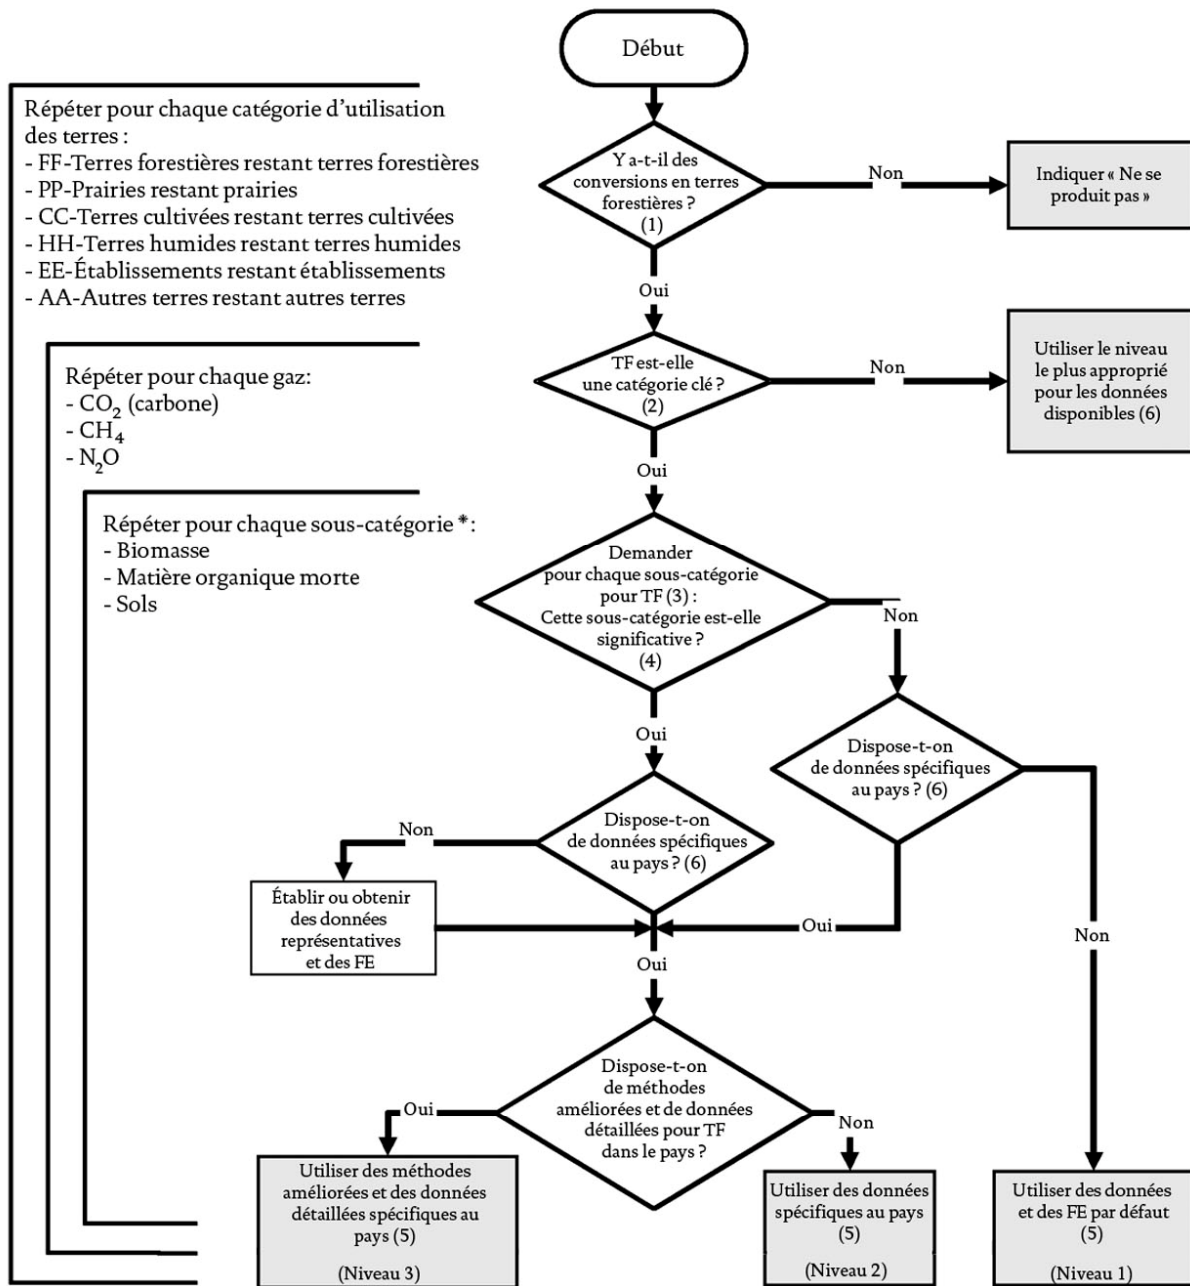 Début
Répéter pour chaque catégorie d’utilisation
des terres :
- FF-Terres forestières restant terres forestières
- PP-Prairies restant prairies
- CC-Terres cultivées restant terres cultivées
- HH-Terres humides restant terres humides
- EE-Établissements restant établissements
- AA-Autres terres restant autres terres
Y a-t-il des
conversions en terres
forestières ?
(1)
Non
Indiquer « Ne se
produit pas »
Oui
Répéter pour chaque gaz:
- CO₂ (carbone)
- CH₄
- N₂O
TF est-elle
une catégorie clé ?
(2)
Non
Utiliser le niveau
le plus approprié
pour les données
disponibles (6)
Oui
Répéter pour chaque sous-catégorie * :
- Biomasse
- Matière organique morte
- Sols
Demander
pour chaque sous-catégorie
pour TF (3) :
Cette sous-catégorie est-elle
significative ?
(4)
Non
Oui
Dispose-t-on
de données spécifiques
au pays ? (6)
Dispose-t-on
de données spécifiques
au pays ? (6)
Non
Établir ou obtenir
des données
représentatives
et des FE
Oui
Non
Oui
Dispose-t-on
de méthodes
améliorées et de données
détaillées pour TF
dans le pays ?
Oui
Non
Utiliser des méthodes
améliorées et des données
détaillées spécifiques au
pays (5)
(Niveau 3)
Utiliser des données
spécifiques au pays
(5)
(Niveau 2)
Utiliser des données
et des FE par défaut
(5)
(Niveau 1)